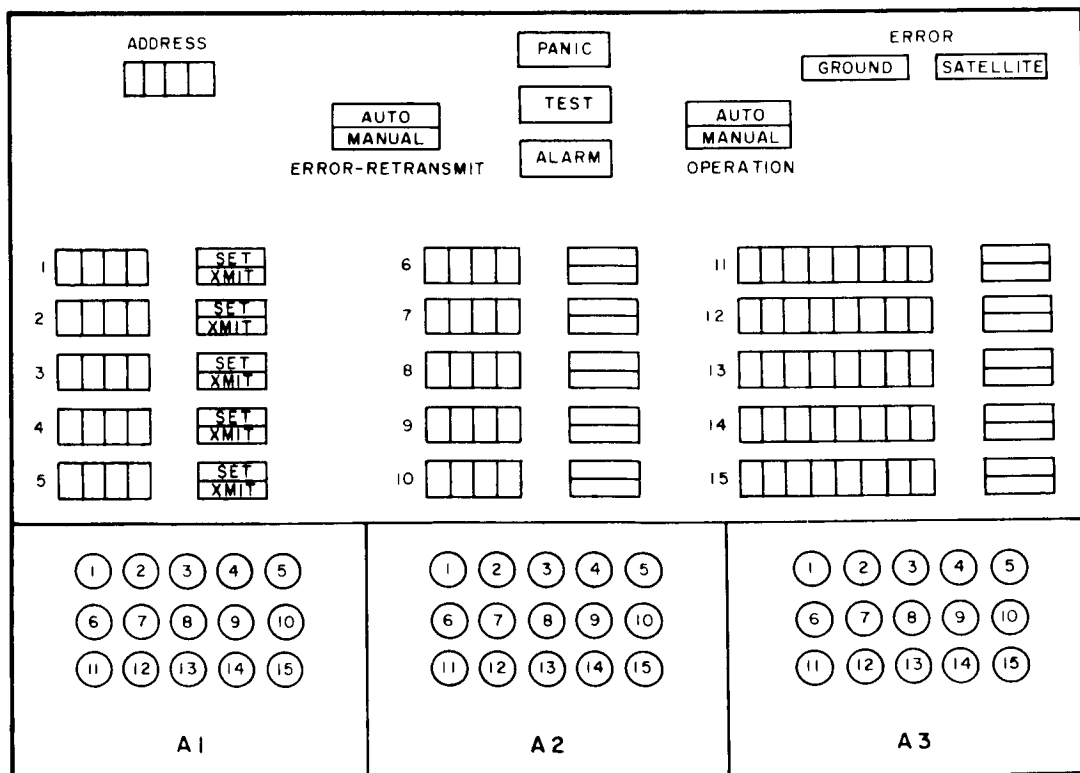 ADDRESS
PANIC
ERROR
GROUND SATELLITE
TEST
AUTO
MANUAL
ERROR-RETRANSMIT
ALARM
AUTO
MANUAL
OPERATION
1 SET XMIT 6 11
2 SET XMIT 7 12
3 SET XMIT 8 13
4 SET XMIT 9 14
5 SET XMIT 10 15
1 2 3 4 5
6 7 8 9 10
11 12 13 14 15
A1
1 2 3 4 5
6 7 8 9 10
11 12 13 14 15
A2
1 2 3 4 5
6 7 8 9 10
11 12 13 14 15
A3